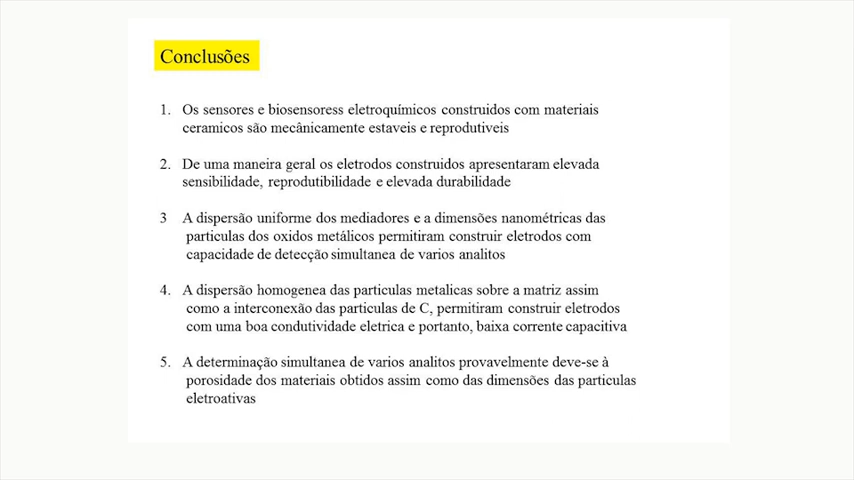 Conclusões
1. Os sensores e biosensoress eletroquímicos construidos com materiais
ceramicos são mecânicamente estaveis e reprodutiveis
2. De uma maneira geral os eletrodos construidos apresentaram elevada
sensibilidade, reprodutibilidade e elevada durabilidade
3 A dispersão uniforme dos mediadores e a dimensões nanométricas das
particulas dos oxidos metálicos permitiram construir eletrodos com
capacidade de detecção simultanea de varios analitos
4. A dispersão homogenea das particulas metalicas sobre a matriz assim
como a interconexão das particulas de C, permitiram construir eletrodos
com uma boa condutividade eletrica e portanto, baixa corrente capacitiva
5. A determinação simultanea de varios analitos provavelmente deve-se à
porosidade dos materiais obtidos assim como das dimensões das particulas
eletroativas